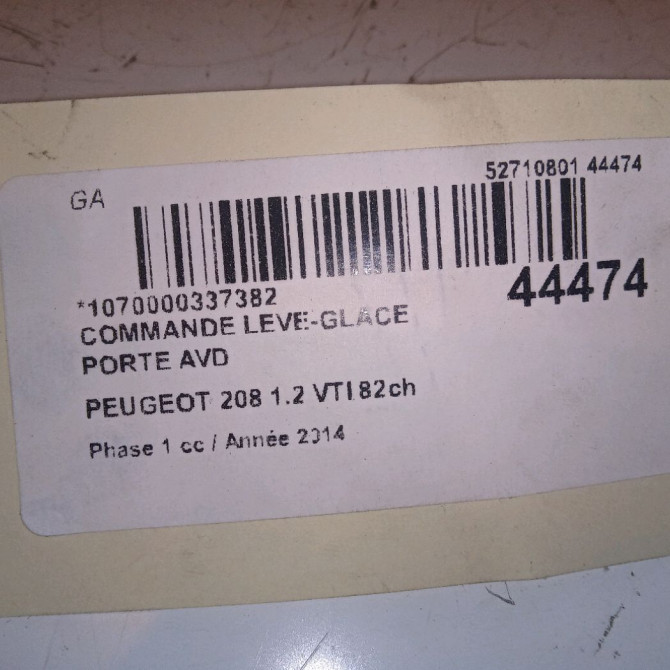 52710801 44474
GA
*1070000337382
44474
COMMANDE LEVE-GLACE
PORTE AVD
PEUGEOT 208 1.2 VTI 82ch
Phase 1 cc / Année 2014